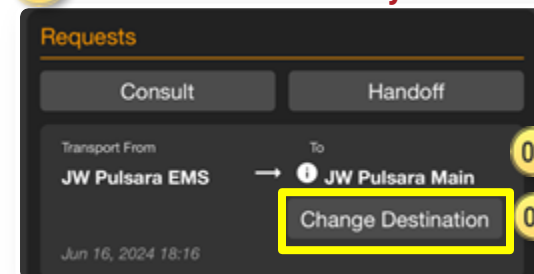 Requests
Consult Handoff
Transport From To
JW Pulsara EMS → JW Pulsara Main
Change Destination
Jun 16, 2024 18:16